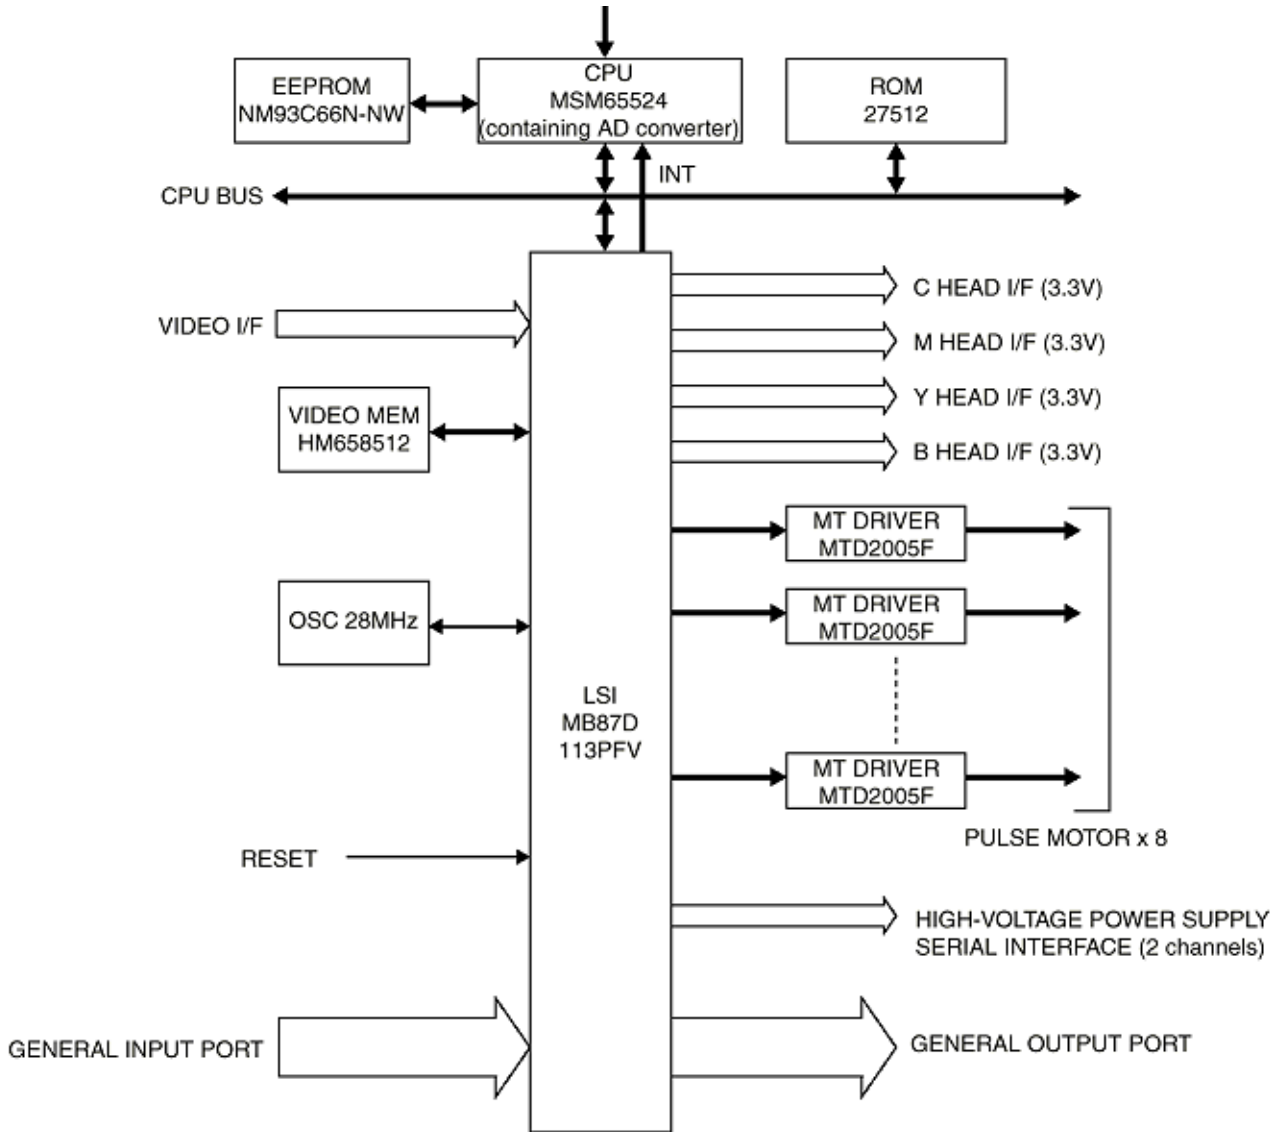 EEPROM
NM93C66N-NW
CPU
MSM65524
(containing AD converter)
ROM
27512
INT
CPU BUS
C HEAD I/F (3.3V)
VIDEO I/F
M HEAD I/F (3.3V)
Y HEAD I/F (3.3V)
VIDEO MEM
HM658512
B HEAD I/F (3.3V)
MT DRIVER
MTD2005F
OSC 28MHz
MT DRIVER
MTD2005F
LSI
MB87D
113PFV
MT DRIVER
MTD2005F
PULSE MOTOR x 8
RESET
HIGH-VOLTAGE POWER SUPPLY
SERIAL INTERFACE (2 channels)
GENERAL INPUT PORT
GENERAL OUTPUT PORT